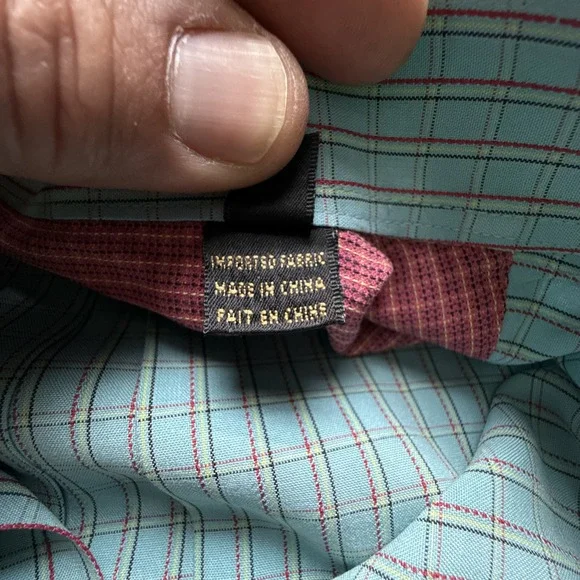 IMPORTED FABRIC
MADE IN CHINA
FAIT EN CHINE